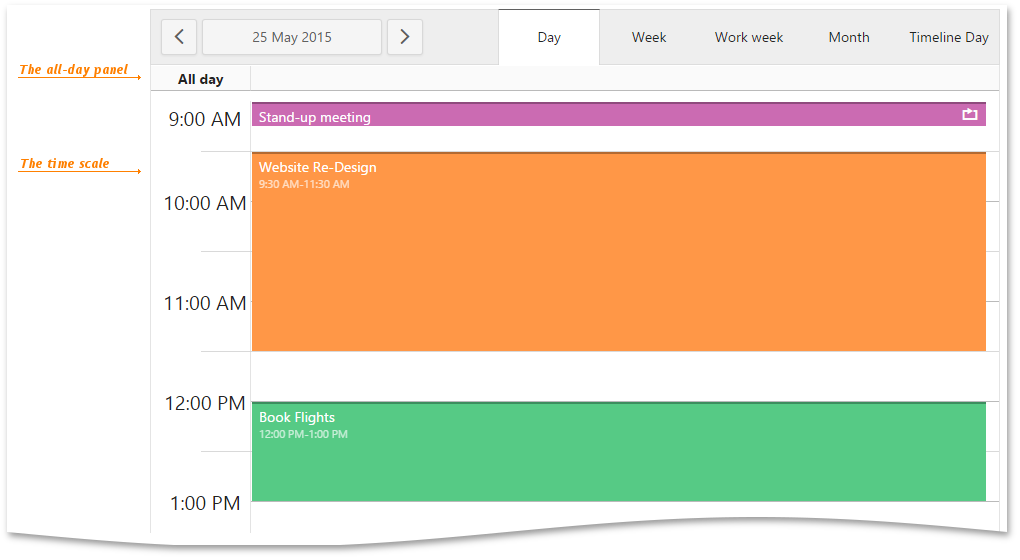 25 May 2015
Day
Week
Work week
Month
Timeline Day
The all-day panel
All day
9:00 AM
Stand-up meeting
The time scale
Website Re-Design
9:30 AM-11:30 AM
10:00 AM
11:00 AM
12:00 PM
Book Flights
12:00 PM-1:00 PM
1:00 PM